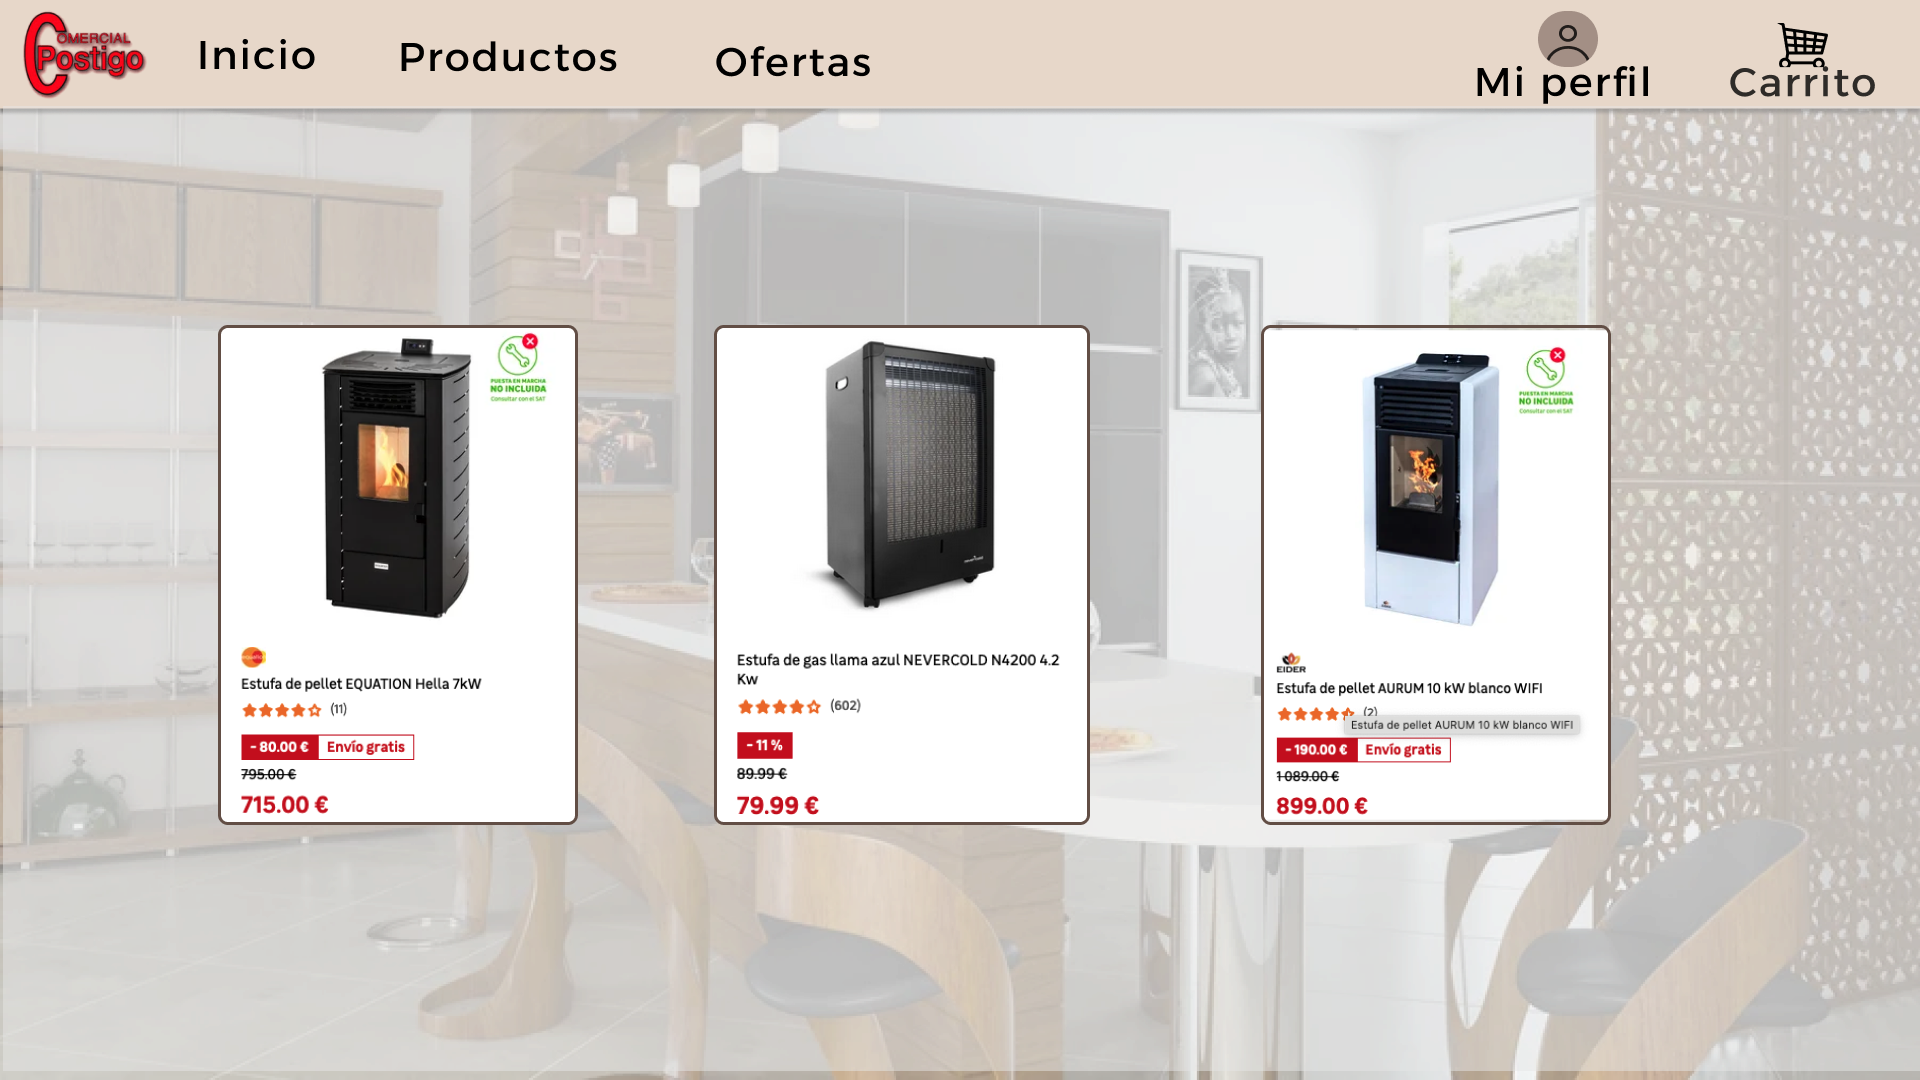 COMERCIAL
Postigo
Inicio
Productos
Ofertas
Mi perfil
Carrito
PUESTA EN MARCHA
NO INCLUIDA
Consultar con el SAT
Estufa de pellet EQUATION Hella 7kW
(11)
- 80.00 € Envío gratis
795.00 €
715.00 €
Estufa de gas llama azul NEVERCOLD N4200 4.2
Kw
(602)
- 11 %
89.99 €
79.99 €
PUESTA EN MARCHA
NO INCLUIDA
Consultar con el SAT
EIDER
Estufa de pellet AURUM 10 kW blanco WIFI
(2)
Estufa de pellet AURUM 10 kW blanco WIFI
- 190.00 € Envío gratis
1 089.00 €
899.00 €